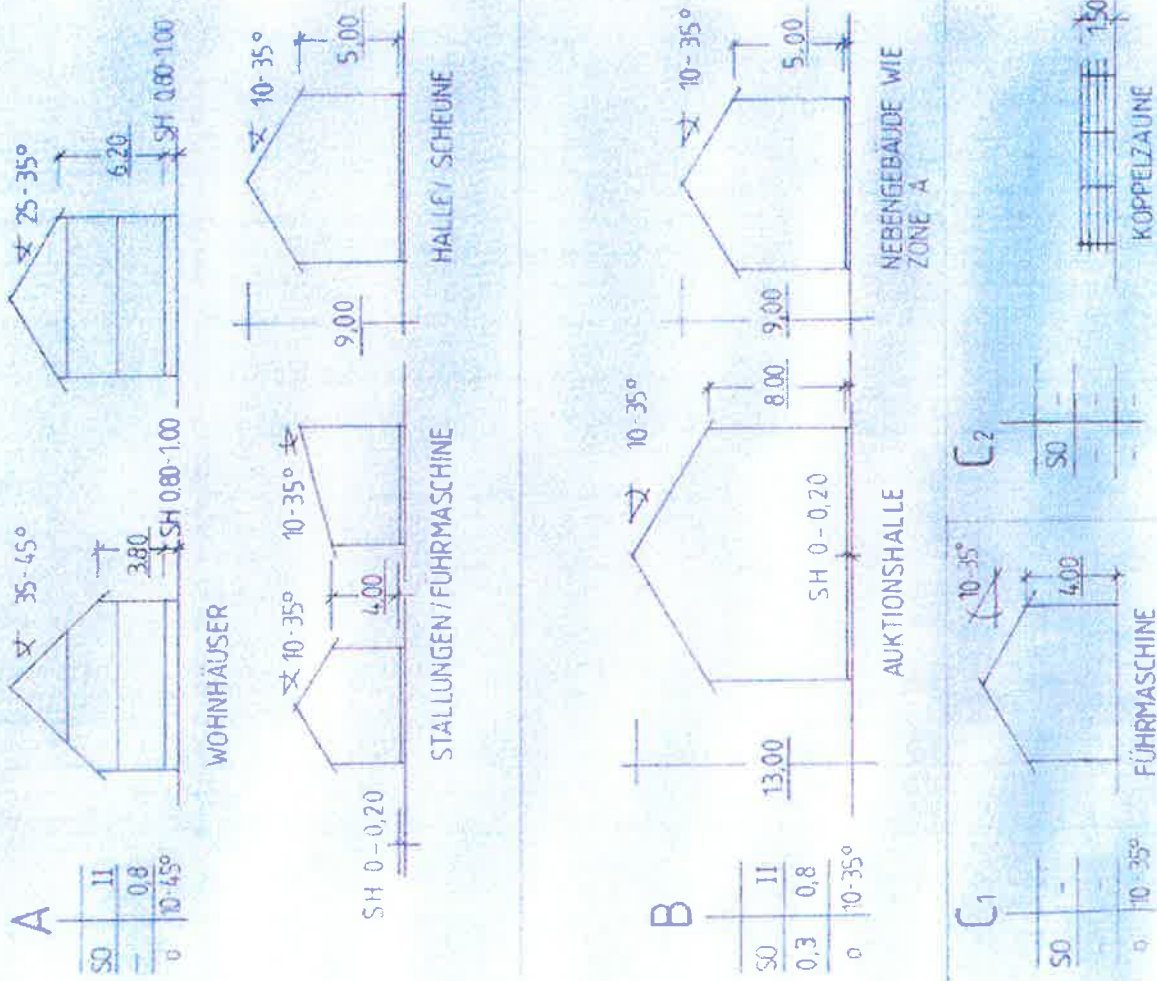 A
SO II
– 0,8
o 10-45°
35-45°
3.80
SH 0.80-1.00
25-35°
6.20
SH 0.80-1.00
WOHNHÄUSER
SH 0-0,20
10-35°
4,00
10-35°
STALLUNGEN/FÜHRMASCHINE
9,00
10-35°
5,00
HALLE/ SCHEUNE
B
SO II
0,3 0,8
o 10-35°
13,00
10-35°
8.00
SH 0-0,20
AUKTIONSHALLE
9,00
10-35°
5,00
NEBENGEBÄUDE WIE
ZONE A
C1
SO -
- -
o 10-35°
10-35°
4,00
FÜHRMASCHINE
C2
SO -
- -
- -
1,50
KOPPELZÄUNE